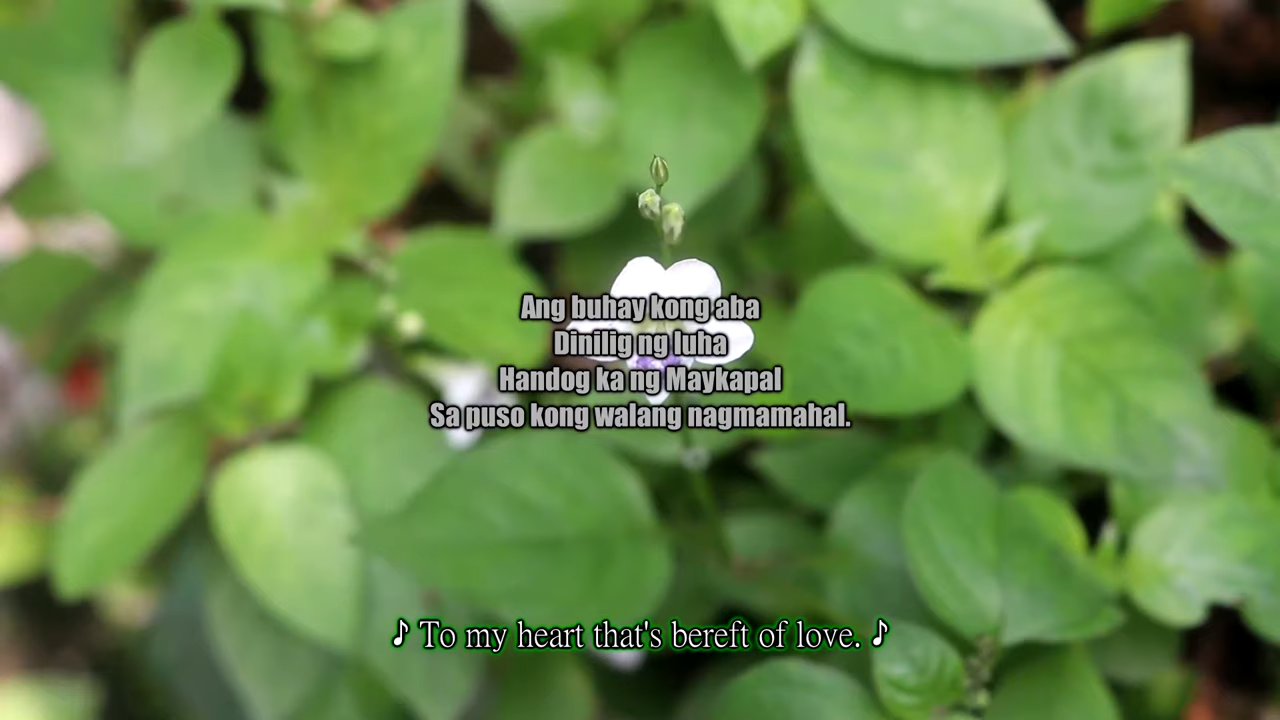 Ang buhay kong aba
Dinilig ng luha
Handog ka ng Maykapal
Sa puso kong walang nagmamahal.
♪ To my heart that's bereft of love. ♪